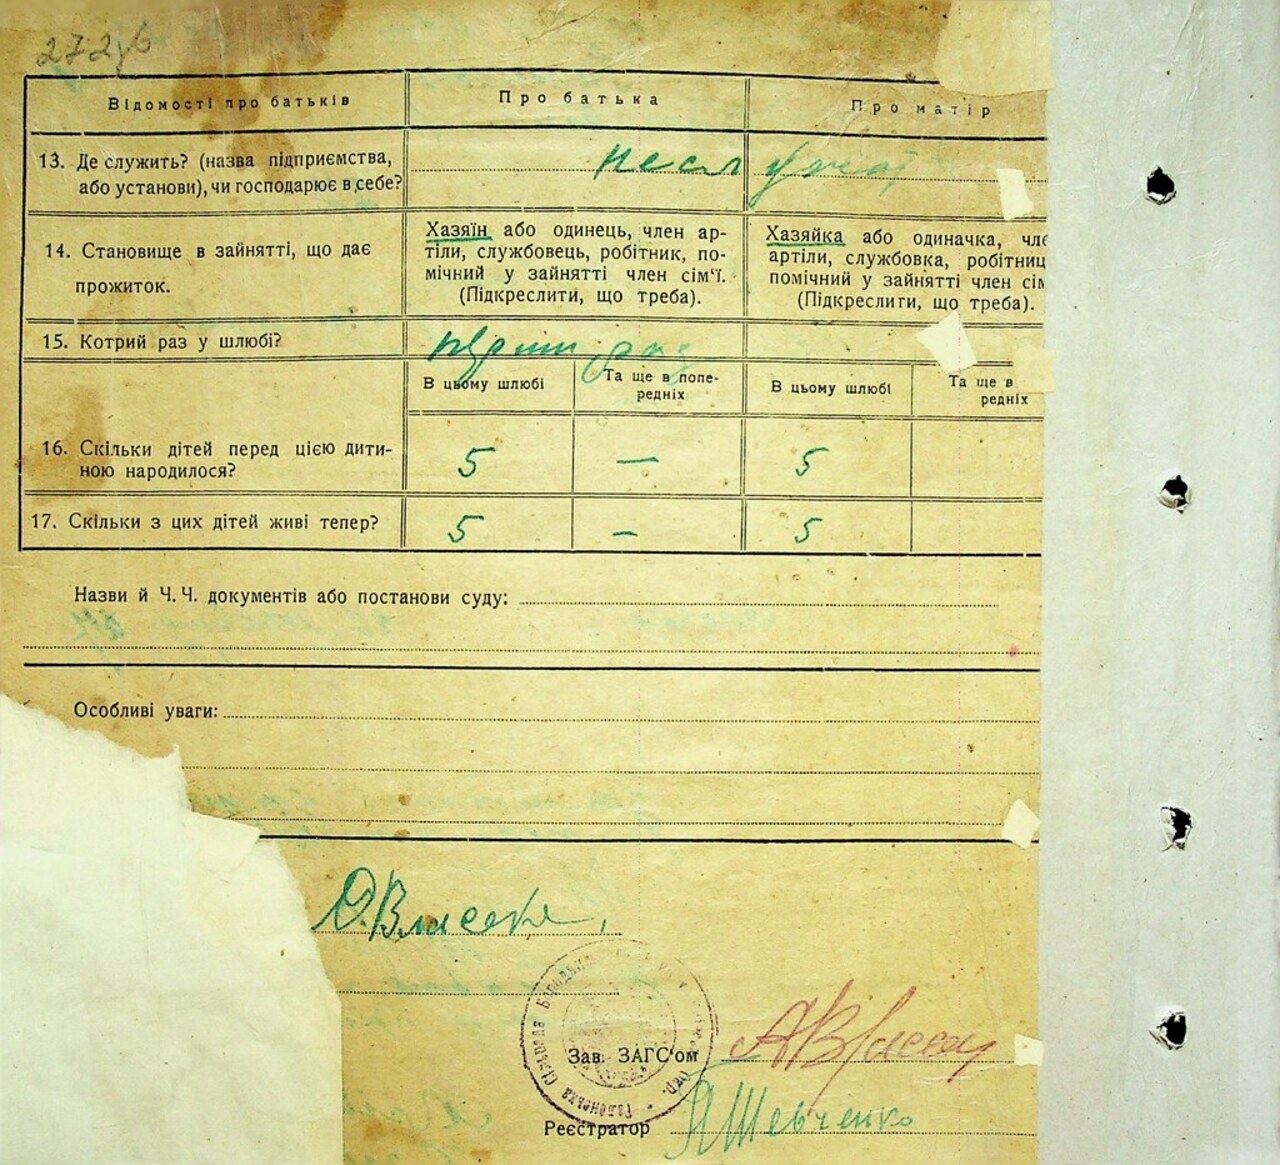 272зв
Відомості про батьків
Про батька
Про матір
13. Де служить? (назва підприємства,
або установи), чи господарює в себе?
14. Становище в зайнятті, що дає
прожиток.
Хазяїн або одинець, член ар-
тіли, службовець, робітник, по-
мічний у зайнятті член сім'ї.
(Підкреслити, що треба).
Хазяйка або одиначка, чле
артіли, службовка, робітниц
помічний у зайнятті член сім
(Підкреслити, що треба).
15. Котрий раз у шлюбі?
перший раз
В цьому шлюбі
Та ще в попе-
редніх
В цьому шлюбі
Та ще в
редніх
16. Скільки дітей перед цією дити-
ною народилося?
5 — 5
17. Скільки з цих дітей живі тепер?
5 — 5
Назви й Ч.Ч. документів або постанови суду:
Особливі уваги:
Сільрада
ОКР.
Зав. ЗАГС'ом
Реєстратор
Я Шевченко